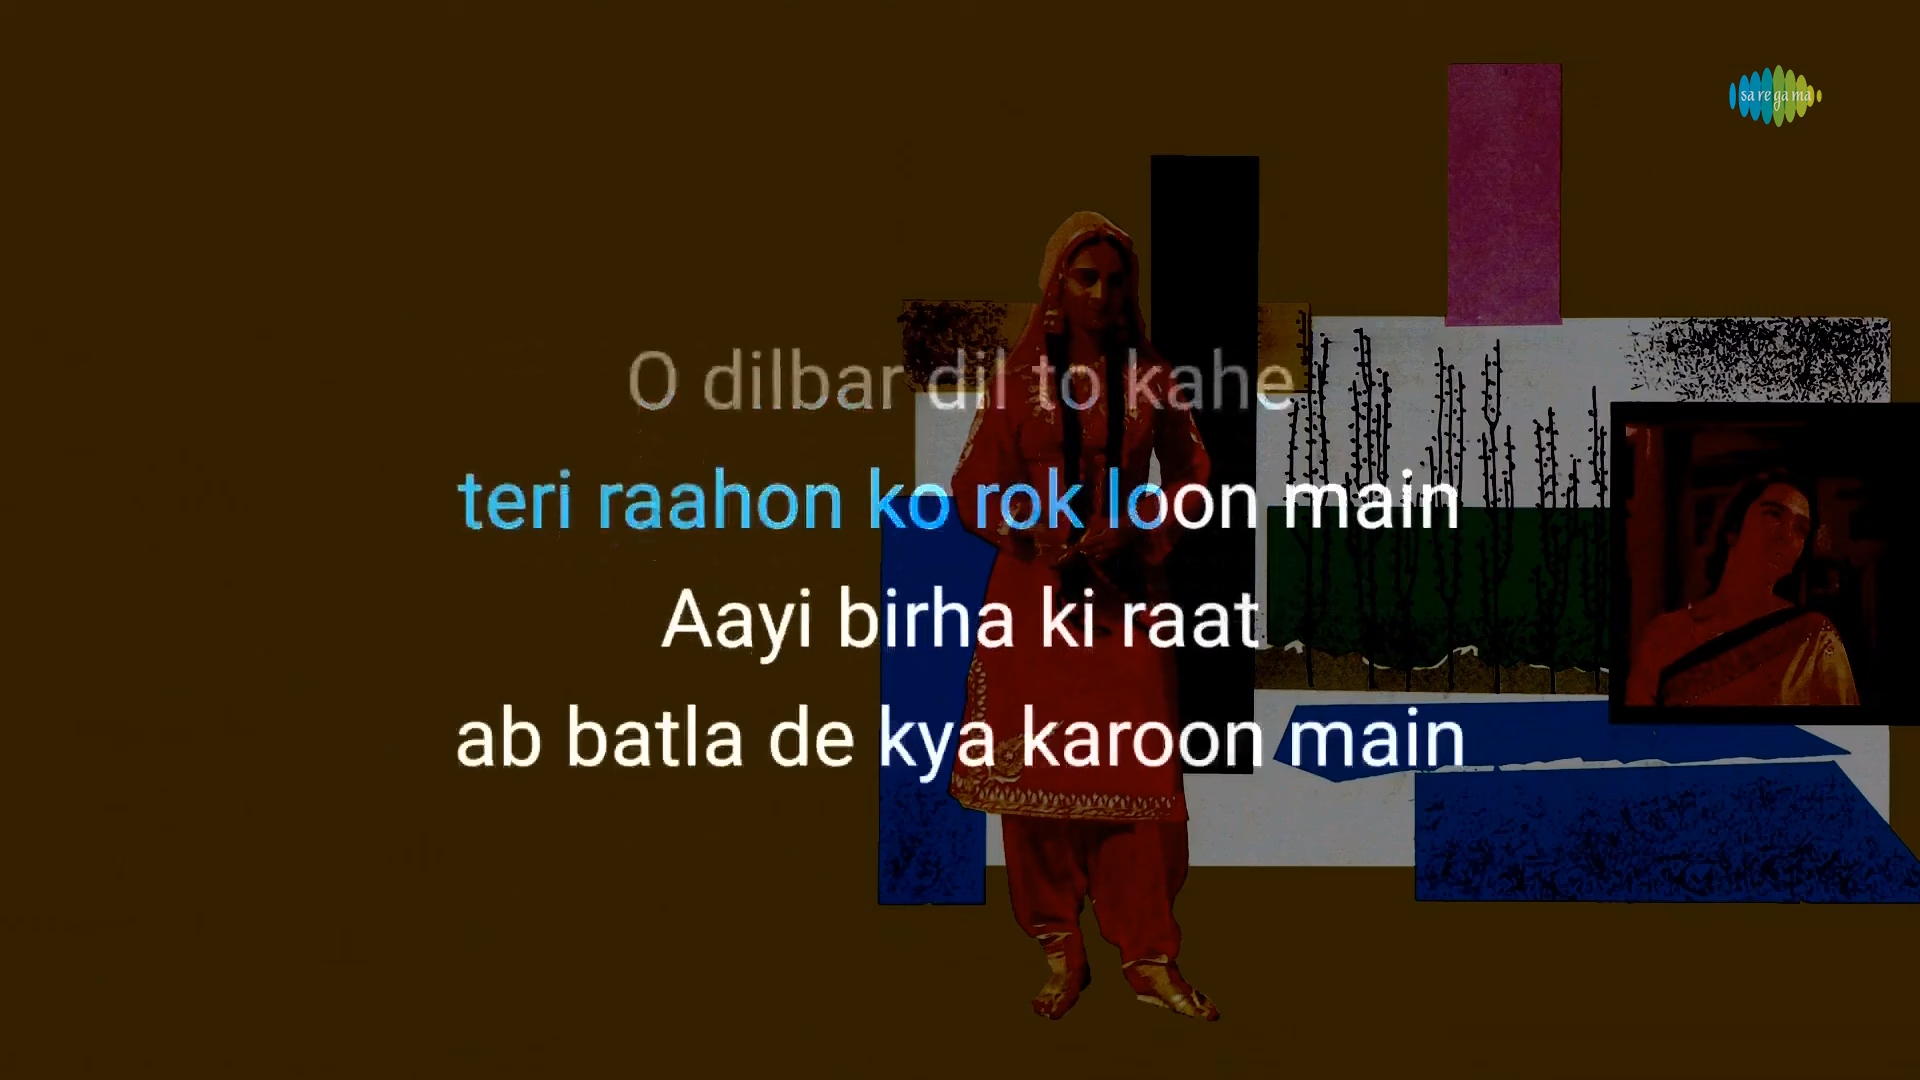 sa re ga ma
O dilbar dil to kahe
teri raahon ko rok loon main
Aayi birha ki raat
ab batla de kya karoon main